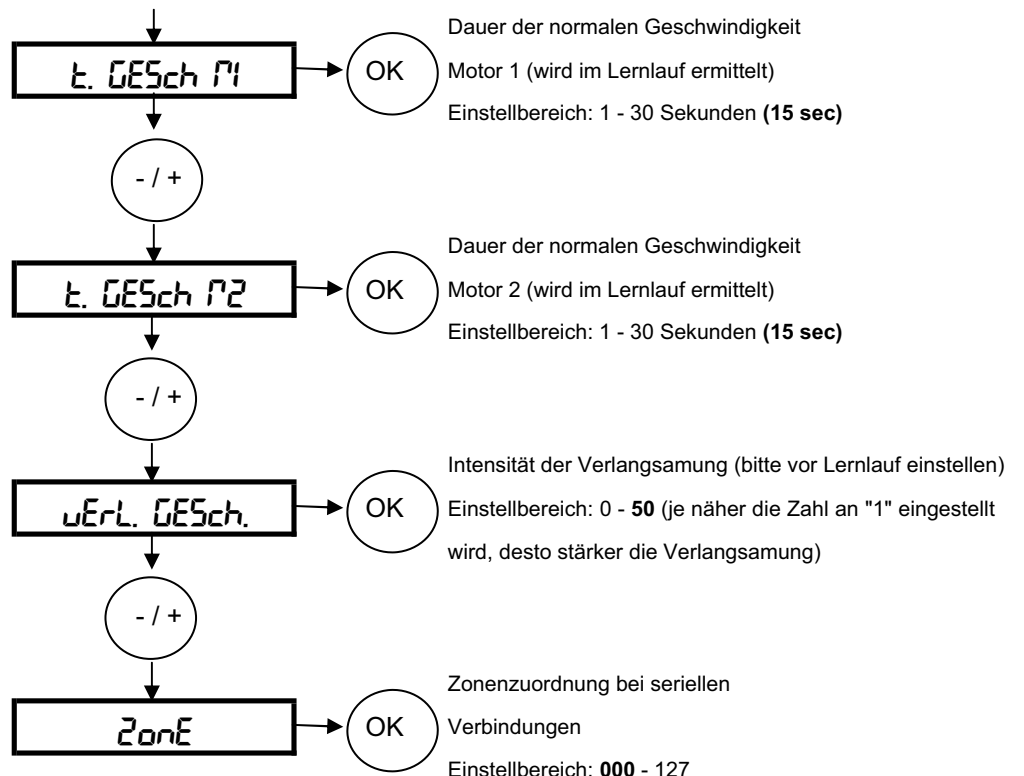 t. GESch M1
OK
Dauer der normalen Geschwindigkeit
Motor 1 (wird im Lernlauf ermittelt)
Einstellbereich: 1 - 30 Sekunden (15 sec)
- / +
t. GESch M2
OK
Dauer der normalen Geschwindigkeit
Motor 2 (wird im Lernlauf ermittelt)
Einstellbereich: 1 - 30 Sekunden (15 sec)
- / +
vErL. GESch.
OK
Intensität der Verlangsamung (bitte vor Lernlauf einstellen)
Einstellbereich: 0 - 50 (je näher die Zahl an "1" eingestellt
wird, desto stärker die Verlangsamung)
- / +
ZonE
OK
Zonenzuordnung bei seriellen
Verbindungen
Einstellbereich: 000 - 127